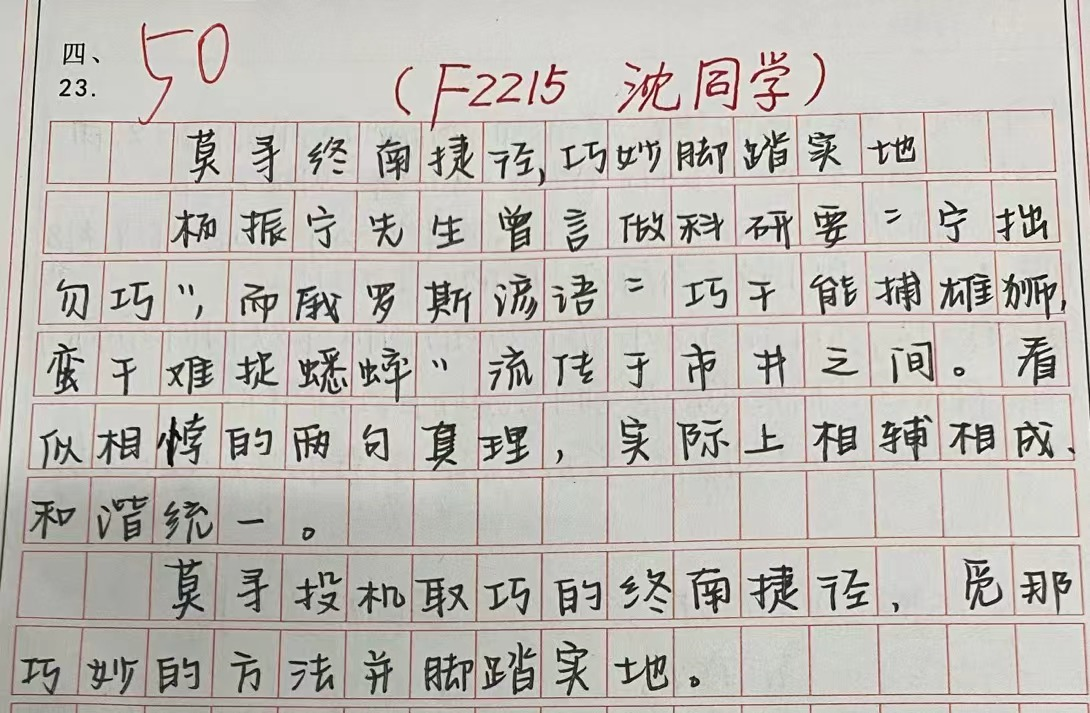 四、
23.
50
(F2215 沈同学)
莫寻终南捷径,巧妙脚踏实地
杨振宁先生曾言做科研要"宁拙
勿巧",而俄罗斯谚语"巧干能捕雄狮,
蛮干难捉蟋蟀"流传于市井之间。看
似相悖的两句真理,实际上相辅相成、
和谐统一。
莫寻投机取巧的终南捷径,觅那
巧妙的方法并脚踏实地。